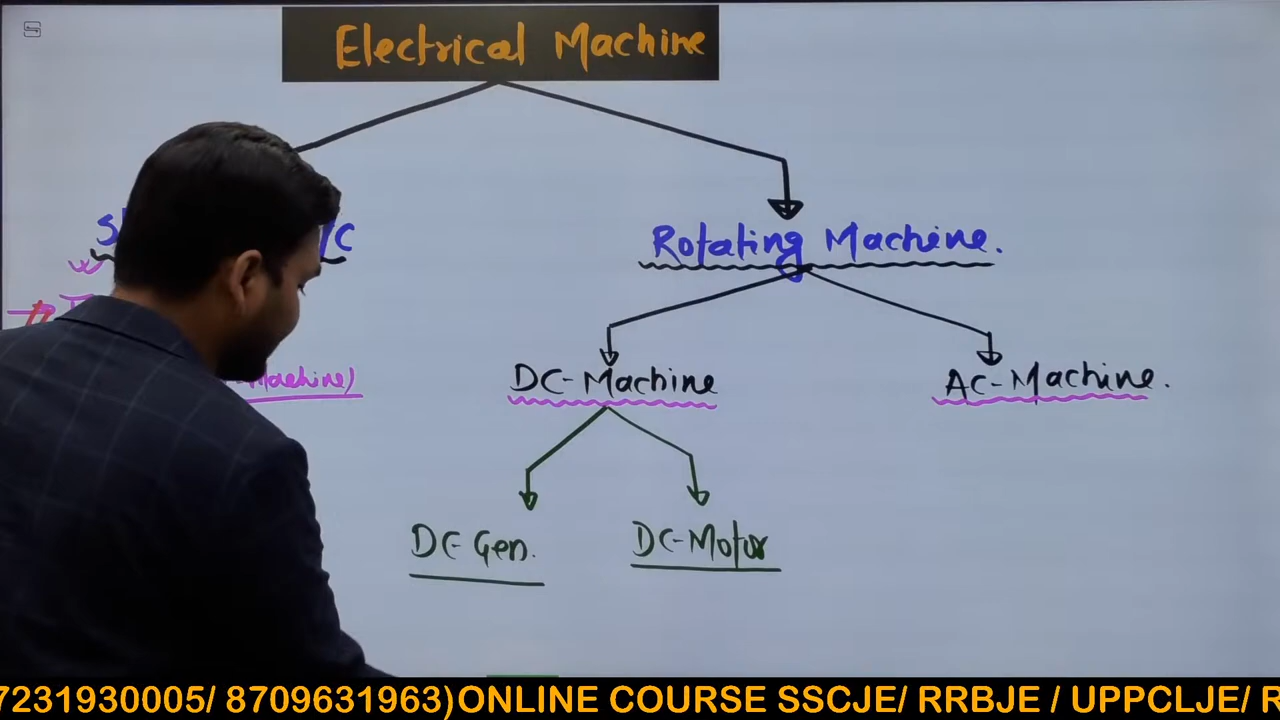 Electrical Machine
Rotating Machine.
DC-Machine
AC-Machine.
Machine)
DC-Gen.
DC-Motor
7231930005/ 8709631963)ONLINE COURSE SSCJE/ RRBJE / UPPCLJE/ R